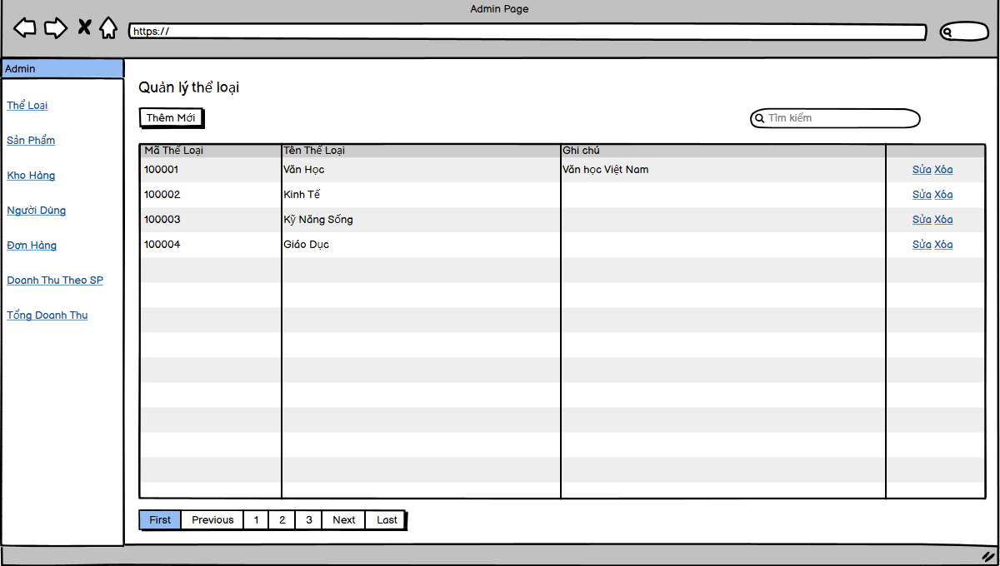 Admin Page
https://
Admin
Thể Loại
Sản Phẩm
Kho Hàng
Người Dùng
Đơn Hàng
Doanh Thu Theo SP
Tổng Doanh Thu
Quản lý thể loại
Thêm Mới
Tìm kiếm
Mã Thể Loại Tên Thể Loại Ghi chú
100001 Văn Học Văn học Việt Nam Sửa Xóa
100002 Kinh Tế Sửa Xóa
100003 Kỹ Năng Sống Sửa Xóa
100004 Giáo Dục Sửa Xóa
First Previous 1 2 3 Next Last